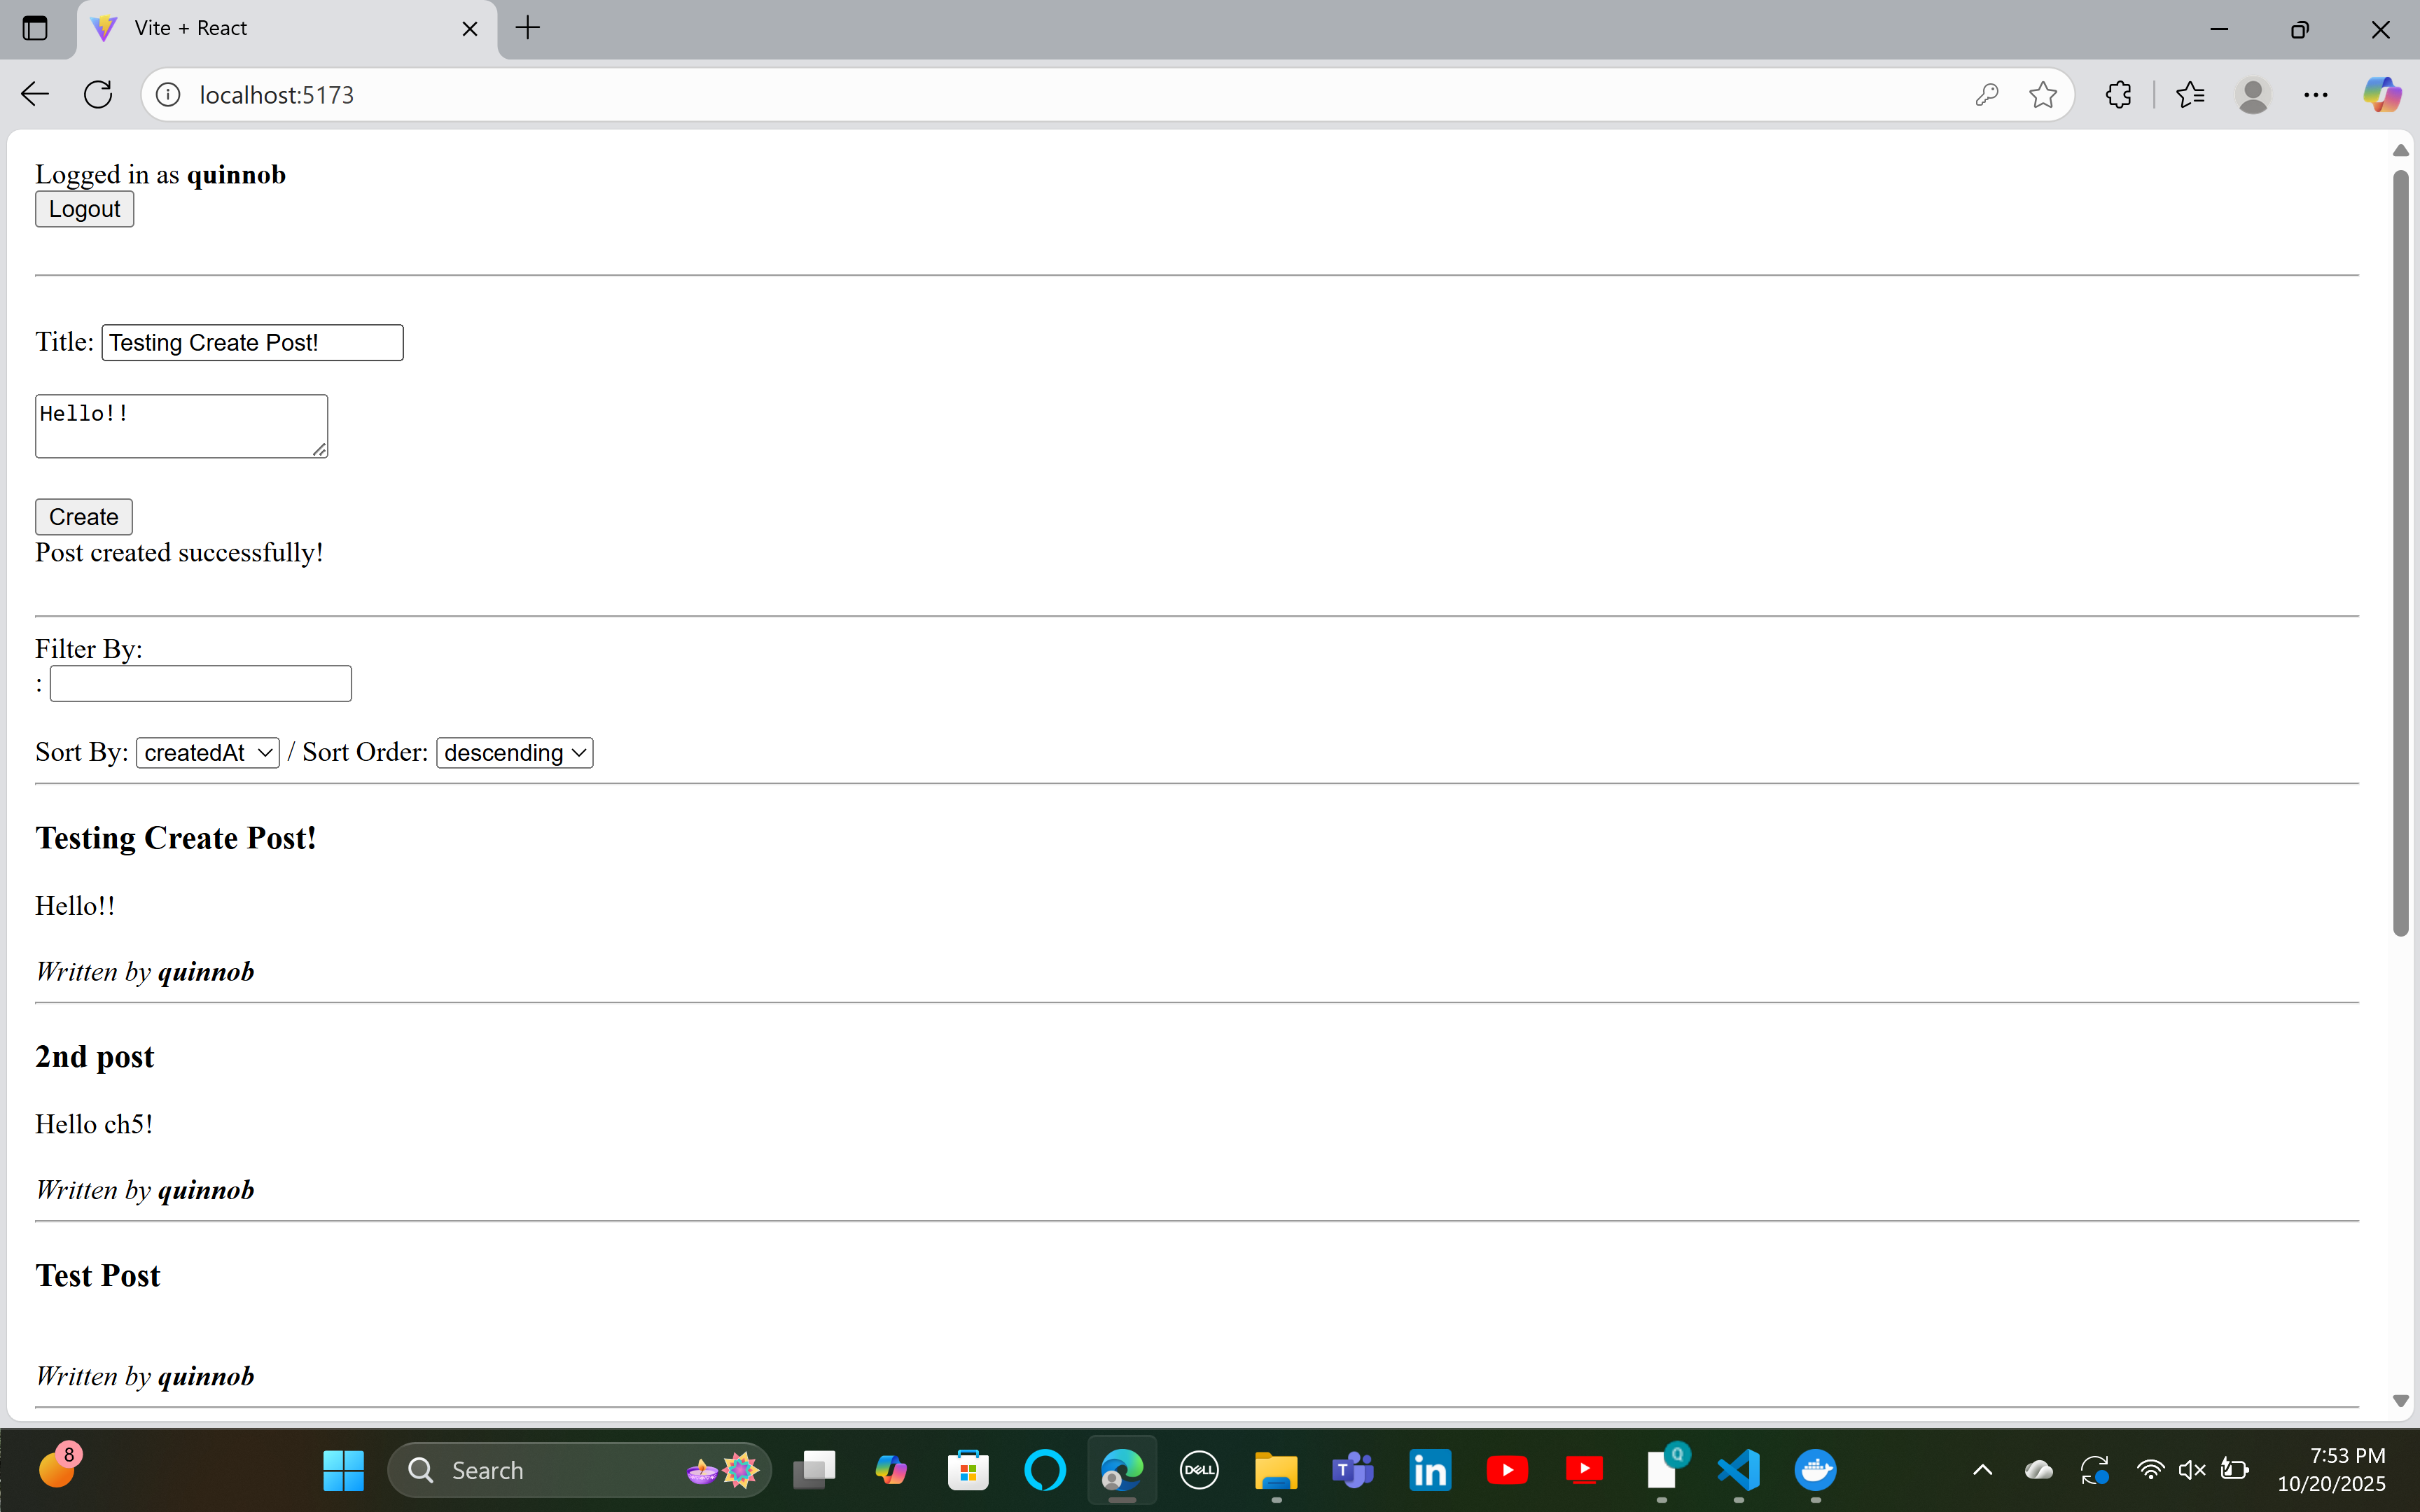 Vite + React
localhost:5173
Logged in as quinnob
Logout
Title: Testing Create Post!
Hello!!
Create
Post created successfully!
Filter By:
:
Sort By: createdAt / Sort Order: descending
Testing Create Post!
Hello!!
Written by quinnob
2nd post
Hello ch5!
Written by quinnob
Test Post
Written by quinnob
8
Search
DELL
T
in
Q
7:53 PM
10/20/2025